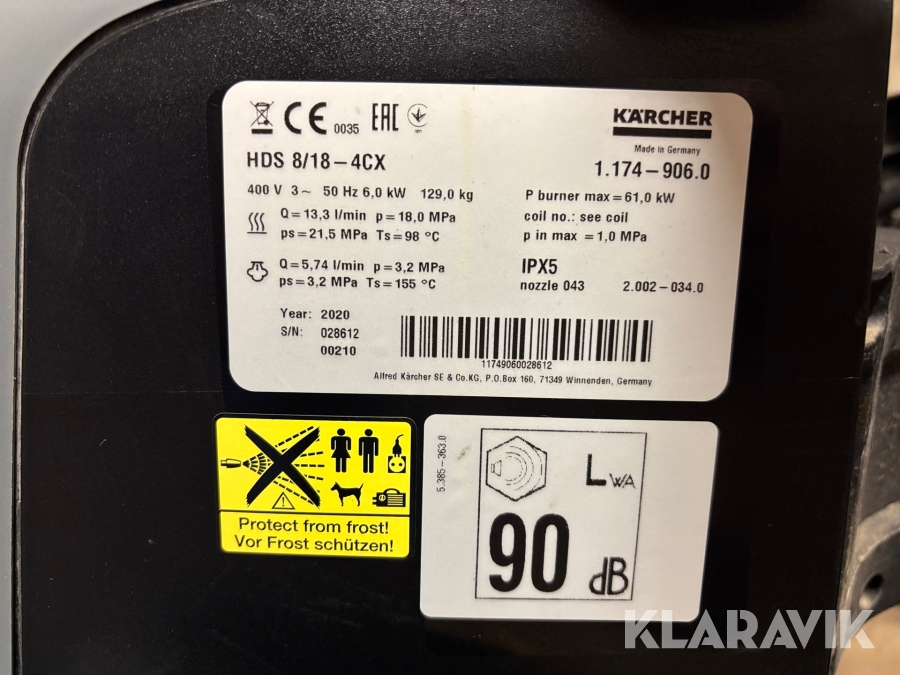 0035 EAC
KÄRCHER
Made in Germany
HDS 8/18-4CX
1.174-906.0
400 V 3~ 50 Hz 6,0 kW 129,0 kg
P burner max=61,0 kW
Q=13,3 l/min p=18,0 MPa
coil no.: see coil
ps=21,5 MPa Ts=98 °C
p in max =1,0 MPa
Q=5,74 l/min p=3,2 MPa
IPX5
ps=3,2 MPa Ts=155 °C
nozzle 043 2.002-034.0
Year: 2020
S/N: 028612
00210
11749060028612
Alfred Kärcher SE & Co.KG, P.O.Box 160, 71349 Winnenden, Germany
Protect from frost!
Vor Frost schützen!
5.385-363.0
LWA
90 dB
KLARAVIK